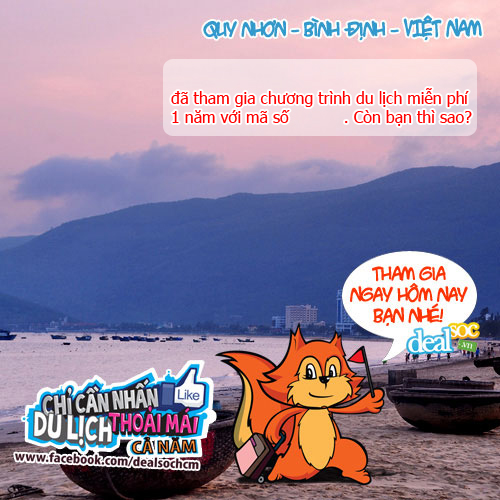 QUY NHƠN - BÌNH ĐỊNH - VIỆT NAM
đã tham gia chương trình du lịch miễn phí
1 năm với mã số . Còn bạn thì sao?
THAM GIA
NGAY HÔM NAY
BẠN NHÉ!
dealsoc.vn
CHỈ CẦN NHẤN Like
DU LỊCH THOẢI MÁI
CẢ NĂM
www.facebook.com/dealsochcm